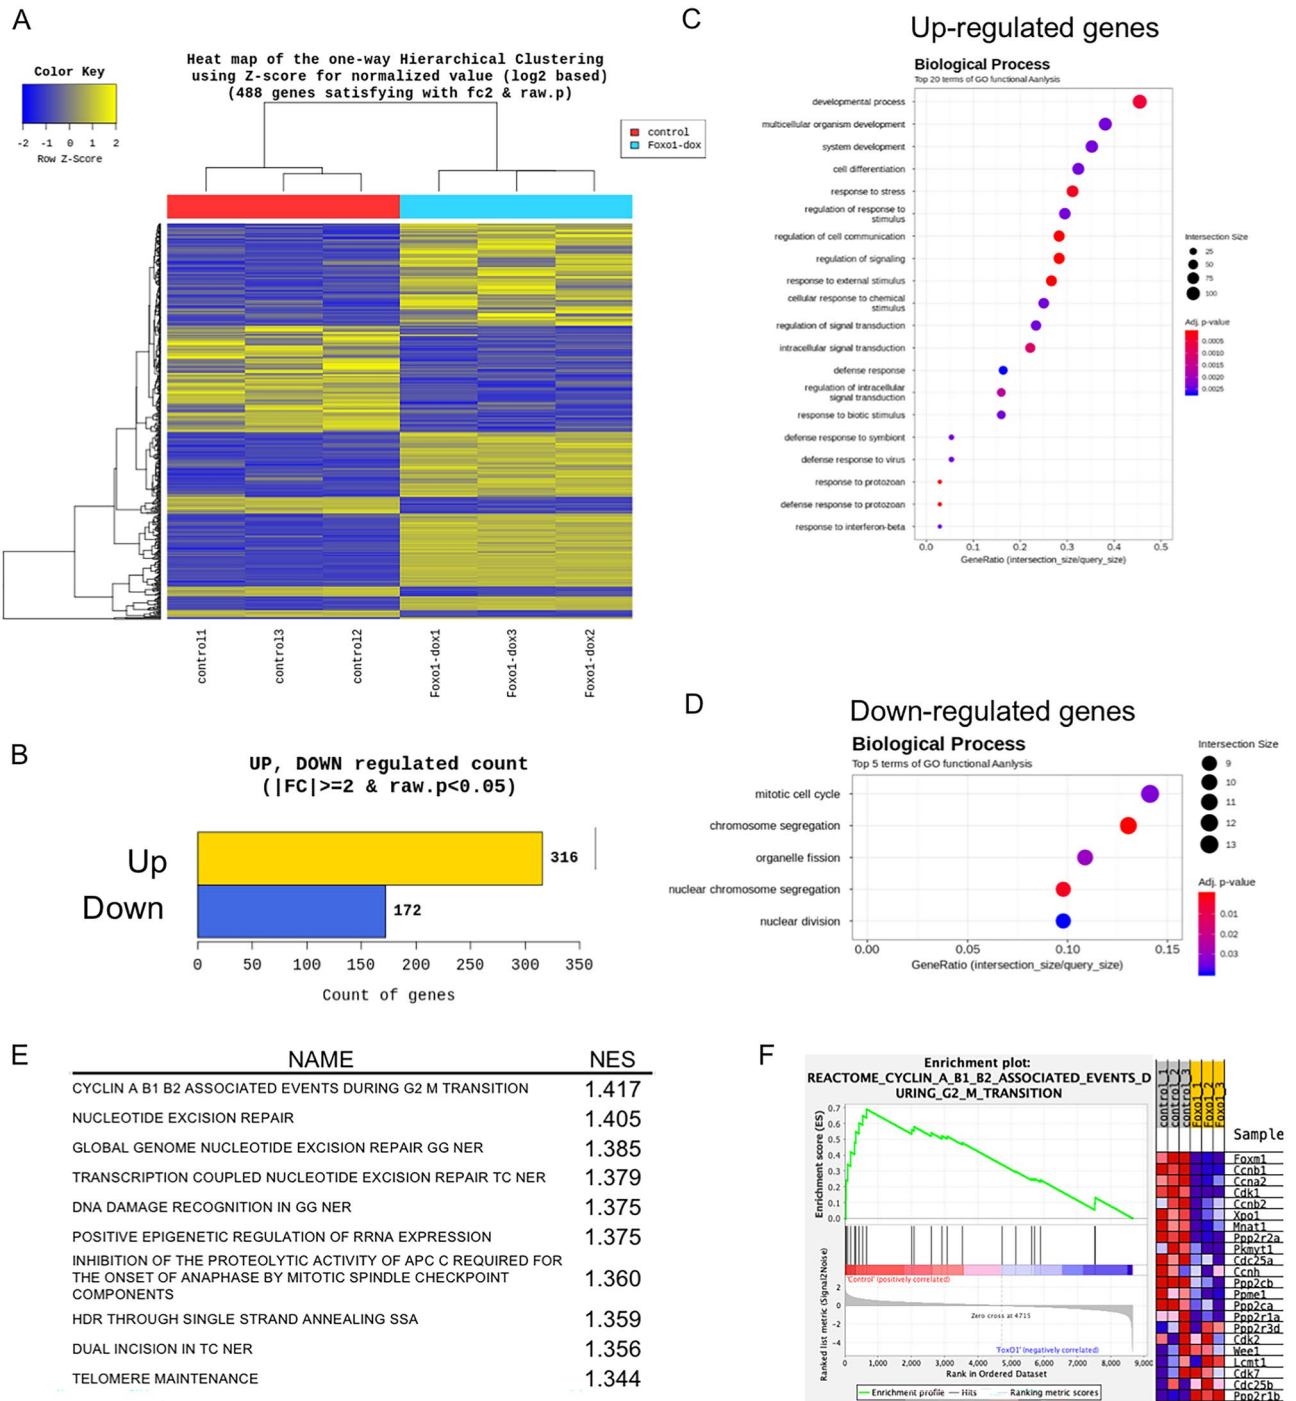 A
Heat map of the one-way Hierarchical Clustering
using Z-score for normalized value (log2 based)
(488 genes satisfying with fc2 & raw.p)
Color Key
-2 -1 0 1 2
Row Z-Score
control
Foxo1-dox
control1
control3
control2
Foxo1-dox1
Foxo1-dox3
Foxo1-dox2
B
UP, DOWN regulated count
(|FC|>=2 & raw.p<0.05)
Up
316
Down
172
0 50 100 150 200 250 300 350
Count of genes
C
Up-regulated genes
Biological Process
Top 20 terms of GO functional Aanlysis
developmental process
multicellular organism development
system development
cell differentiation
response to stress
regulation of response to
stimulus
regulation of cell communication
regulation of signaling
response to external stimulus
cellular response to chemical
stimulus
regulation of signal transduction
intracellular signal transduction
defense response
regulation of intracellular
signal transduction
response to biotic stimulus
defense response to symbiont
defense response to virus
response to protozoan
defense response to protozoan
response to interferon-beta
0.0 0.1 0.2 0.3 0.4 0.5
GeneRatio (intersection_size/query_size)
Intersection Size
25
50
75
100
Adj. p-value
0.0005
0.0010
0.0015
0.0020
0.0025
D
Down-regulated genes
Biological Process
Top 5 terms of GO functional Aanlysis
mitotic cell cycle
chromosome segregation
organelle fission
nuclear chromosome segregation
nuclear division
0.00 0.05 0.10 0.15
GeneRatio (intersection_size/query_size)
Intersection Size
9
10
11
12
13
Adj. p-value
0.01
0.02
0.03
E
NAME NES
CYCLIN A B1 B2 ASSOCIATED EVENTS DURING G2 M TRANSITION 1.417
NUCLEOTIDE EXCISION REPAIR 1.405
GLOBAL GENOME NUCLEOTIDE EXCISION REPAIR GG NER 1.385
TRANSCRIPTION COUPLED NUCLEOTIDE EXCISION REPAIR TC NER 1.379
DNA DAMAGE RECOGNITION IN GG NER 1.375
POSITIVE EPIGENETIC REGULATION OF RRNA EXPRESSION 1.375
INHIBITION OF THE PROTEOLYTIC ACTIVITY OF APC C REQUIRED FOR
THE ONSET OF ANAPHASE BY MITOTIC SPINDLE CHECKPOINT 1.360
COMPONENTS
HDR THROUGH SINGLE STRAND ANNEALING SSA 1.359
DUAL INCISION IN TC NER 1.356
TELOMERE MAINTENANCE 1.344
F
Enrichment plot:
REACTOME_CYCLIN_A_B1_B2_ASSOCIATED_EVENTS_D
URING_G2_M_TRANSITION
Enrichment score (ES)
0.7
0.6
0.5
0.4
0.3
0.2
0.1
0.0
'Control' (positively correlated)
Ranked list metric (Signal2Noise)
2
0
-2
-4
Zero cross at 4715
'FoxO1' (negatively correlated)
0 1,000 2,000 3,000 4,000 5,000 6,000 7,000 8,000 9,000
Rank in Ordered Dataset
Enrichment profile Hits Ranking metric scores
control_1
control_2
control_3
Foxo1_1
Foxo1_2
Foxo1_3
Sample
Foxm1
Ccnb1
Ccna2
Cdk1
Ccnb2
Xpo1
Mnat1
Ppp2r2a
Pkmyt1
Cdc25a
Ccnh
Ppp2cb
Ppme1
Ppp2ca
Ppp2r1a
Ppp2r3d
Cdk2
Wee1
Lcmt1
Cdk7
Cdc25b
Ppp2r1b